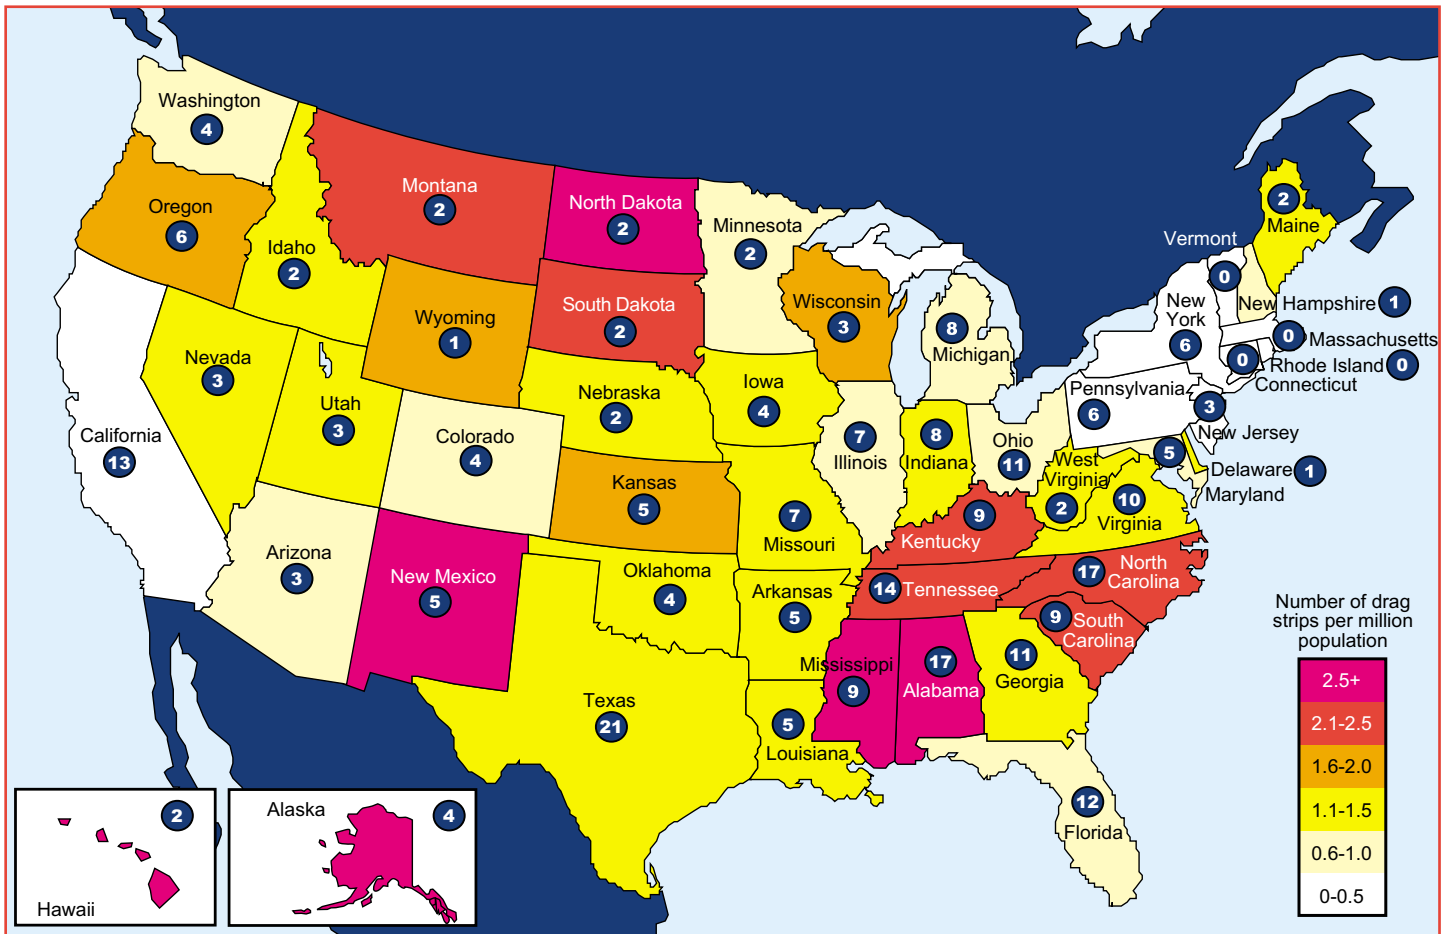 Washington
4
Oregon
6
Idaho
2
Montana
2
North Dakota
2
Minnesota
2
South Dakota
2
Wisconsin
3
Michigan
8
Wyoming
1
Nevada
3
Utah
3
California
13
Colorado
4
Nebraska
2
Iowa
4
Illinois
7
Indiana
8
Ohio
11
Pennsylvania
6
New
York
6
Vermont
0
Maine
2
New Hampshire
1
Massachusetts
0
Rhode Island
0
Connecticut
0
New Jersey
3
Delaware
1
Maryland
5
West
Virginia
2
Virginia
10
Kentucky
9
Kansas
5
Missouri
7
Arizona
3
New Mexico
5
Oklahoma
4
Arkansas
5
Tennessee
14
North
Carolina
17
South
Carolina
9
Mississippi
9
Alabama
17
Georgia
11
Texas
21
Louisiana
5
Florida
12
Hawaii
2
Alaska
4
Number of drag
strips per million
population
2.5+
2.1-2.5
1.6-2.0
1.1-1.5
0.6-1.0
0-0.5